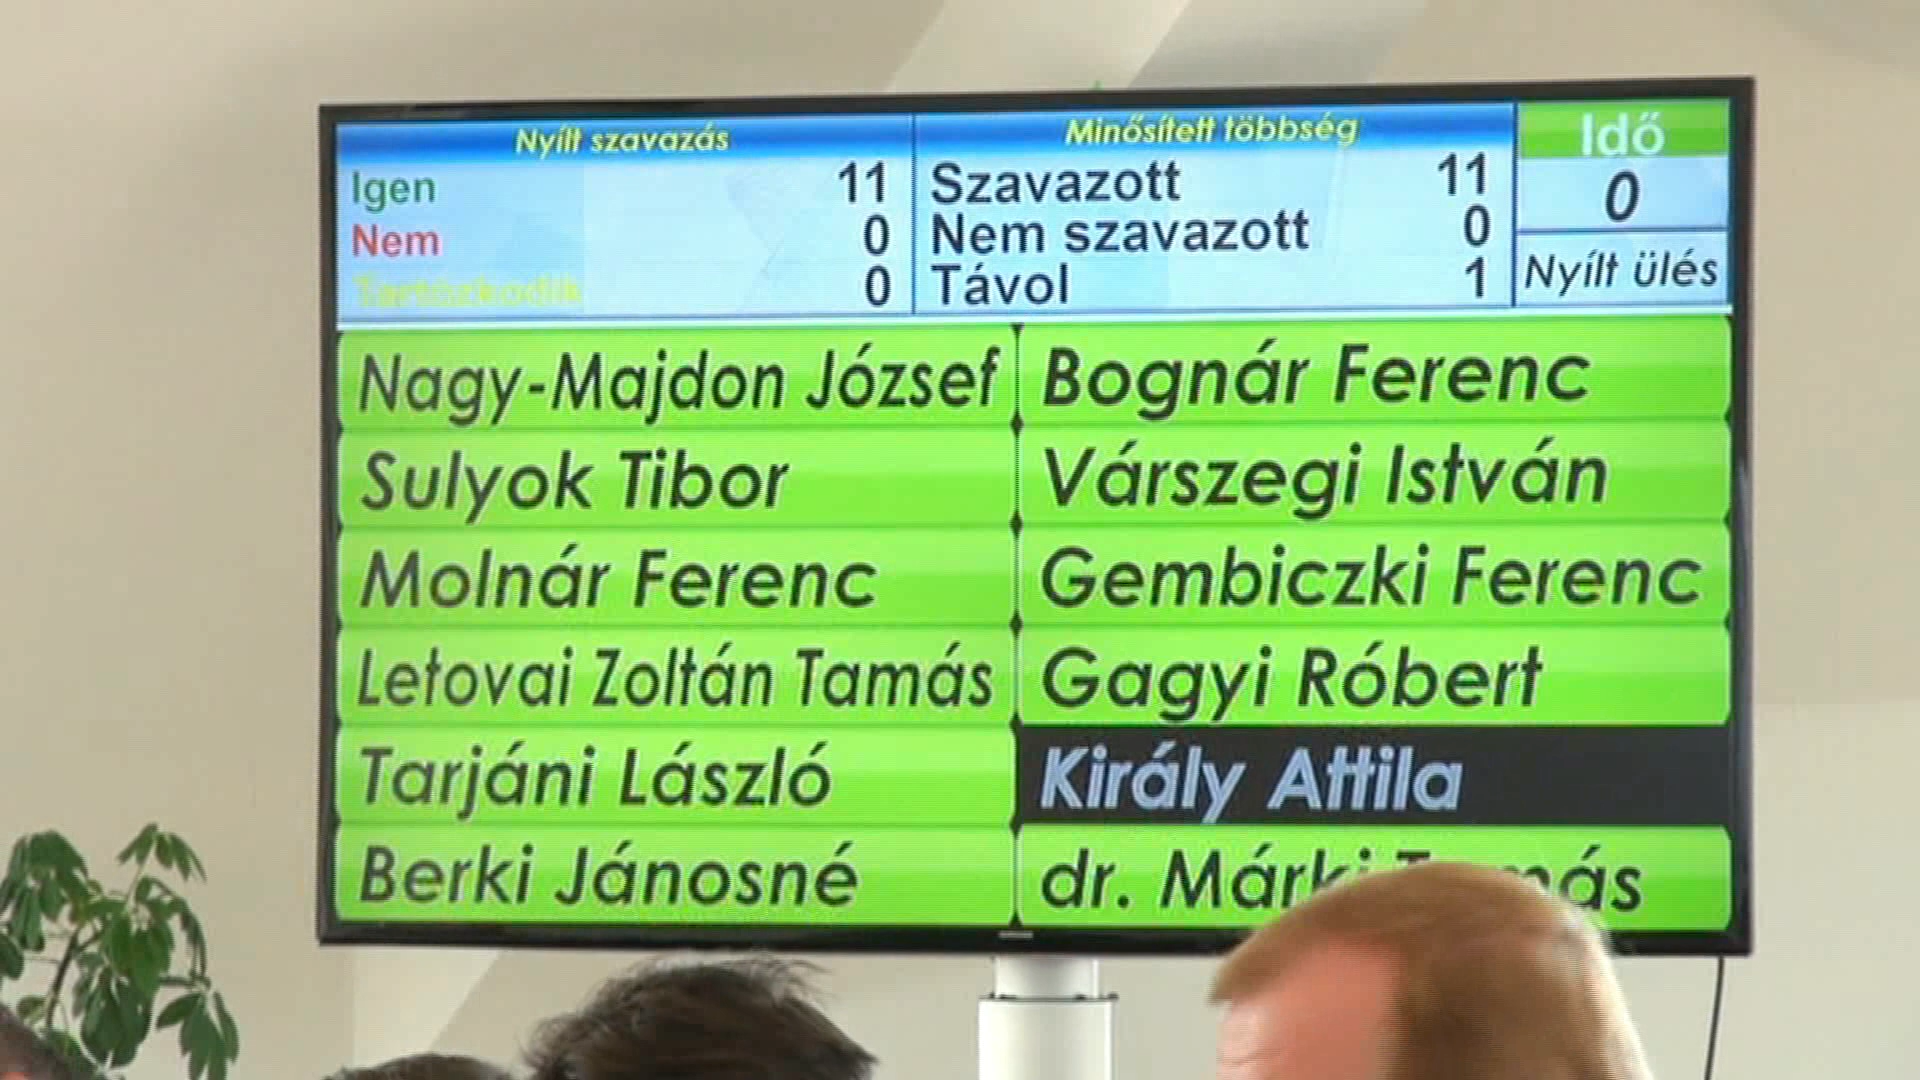 Nyílt szavazás
Igen 11
Nem 0
Tartózkodik 0
Minősített többség
Szavazott 11
Nem szavazott 0
Távol 1
Idő
0
Nyílt ülés
Nagy-Majdon József
Sulyok Tibor
Molnár Ferenc
Letovai Zoltán Tamás
Tarjáni László
Berki Jánosné
Bognár Ferenc
Várszegi István
Gembiczki Ferenc
Gagyi Róbert
Király Attila
dr. Márki Tamás